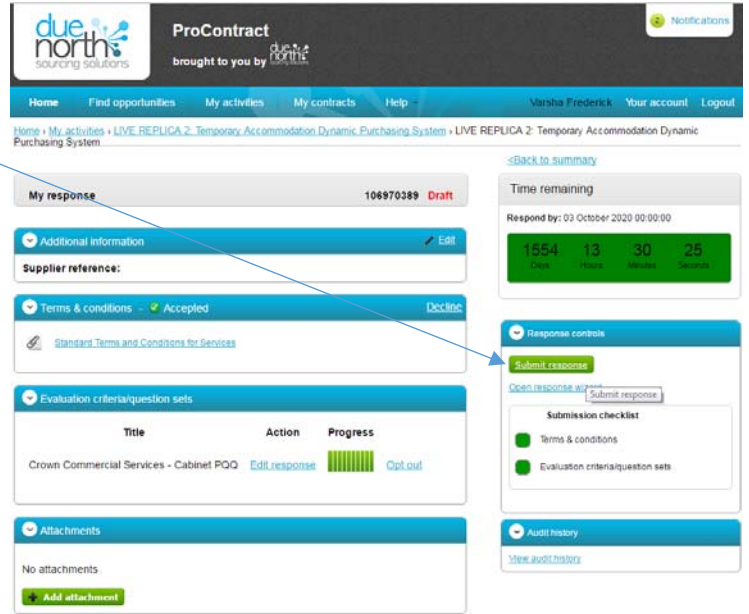 due
north
sourcing solutions
ProContract
brought to you by due north
Notifications
Home Find opportunities My activities My contracts Help
Varsha Frederick Your account Logout
Home › My activities › LIVE REPLICA 2: Temporary Accommodation Dynamic Purchasing System › LIVE REPLICA 2: Temporary Accommodation Dynamic
Purchasing System
<Back to summary
My response 106970389 Draft
Additional information Edit
Supplier reference:
Terms & conditions - Accepted Decline
Standard Terms and Conditions for Services
Evaluation criteria/question sets
Title Action Progress
Crown Commercial Services - Cabinet PQQ Edit response Opt out
Attachments
No attachments
Add attachment
Time remaining
Respond by: 03 October 2020 00:00:00
1554 13 30 25
Days Hours Minutes Seconds
Response controls
Submit response
Open response wizard
Submit response
Submission checklist
Terms & conditions
Evaluation criteria/question sets
Audit history
View audit history